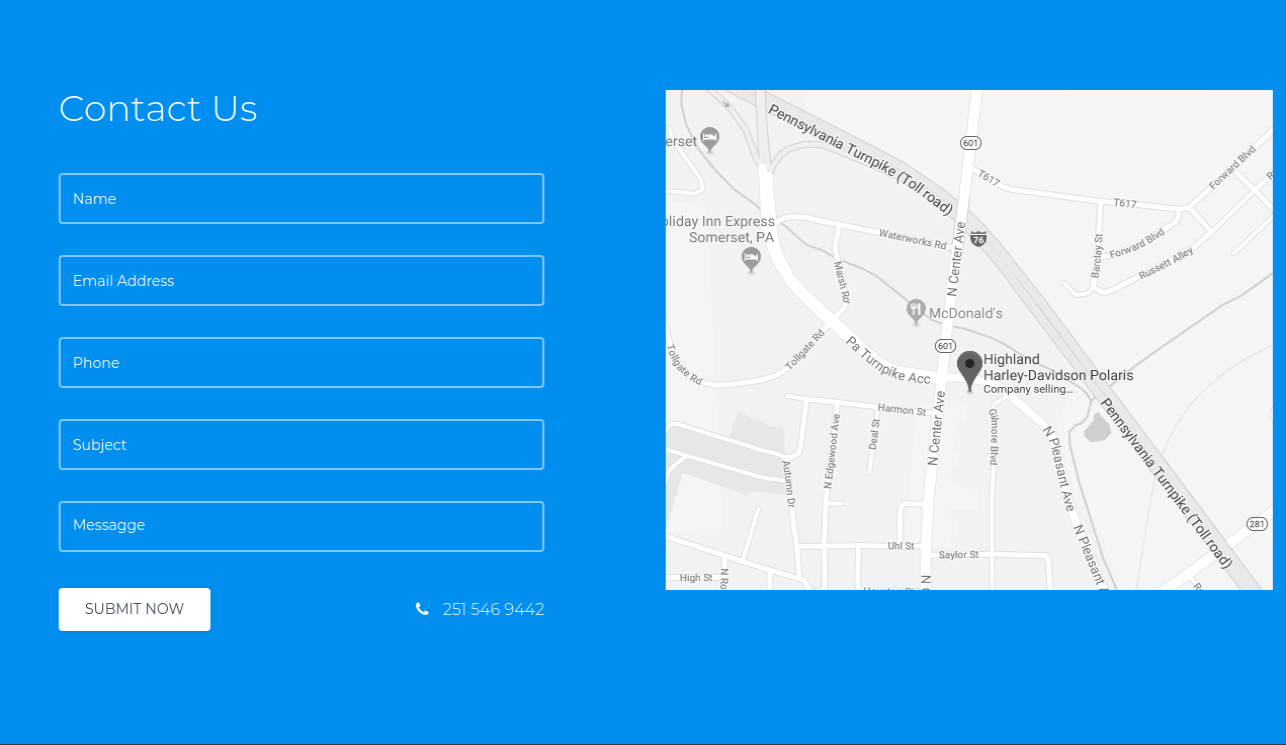 Contact Us
Name
Email Address
Phone
Subject
Messagge
SUBMIT NOW
251 546 9442
Pennsylvania Turnpike (Toll road)
601
erset
T617
T617
Forward Blvd
oliday Inn Express
Somerset, PA
Waterworks Rd
76
N Center Ave
Barclay St
Forward Blvd
Russett Alley
Marsh Rd
McDonald's
Tollgate Rd
Tollgate Rd
Pa Turnpike Acc
601
Highland
Harley-Davidson Polaris
Company selling...
Harmon St
N Center Ave
Deal St
N Edgewood Ave
Gilmore Blvd
Autumn Dr
N Pleasant Ave
Pennsylvania Turnpike (Toll road)
281
Uhl St
Saylor St
N Pleasant
High St
N Ro